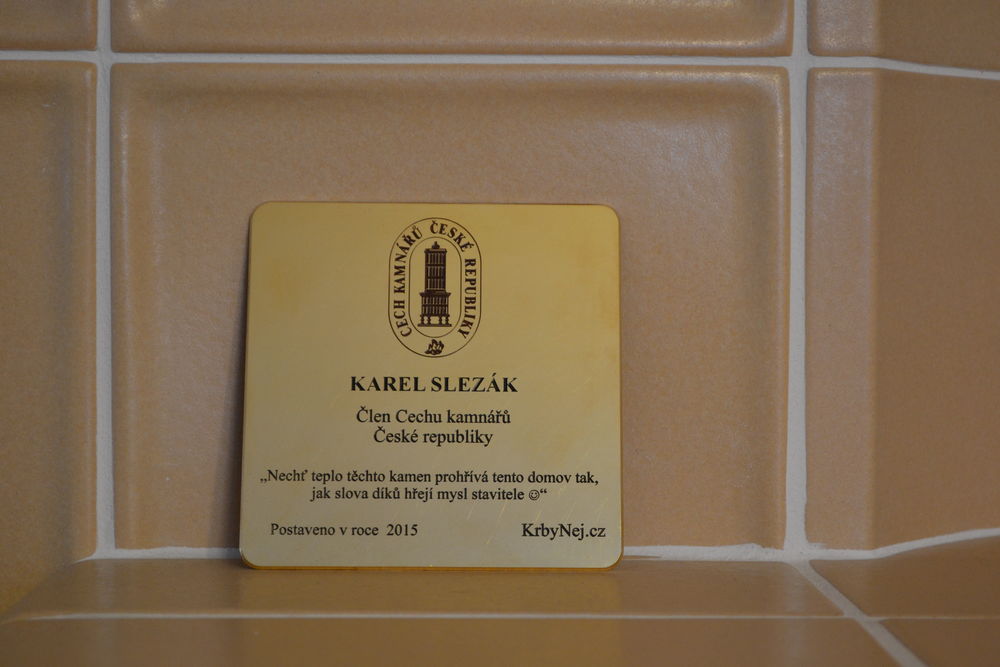 CECH KAMNÁŘŮ ČESKÉ REPUBLIKY
KAREL SLEZÁK
Člen Cechu kamnářů
České republiky
„Nechť teplo těchto kamen prohřívá tento domov tak,
jak slova díků hřejí mysl stavitele ☺“
Postaveno v roce 2015
KrbyNej.cz